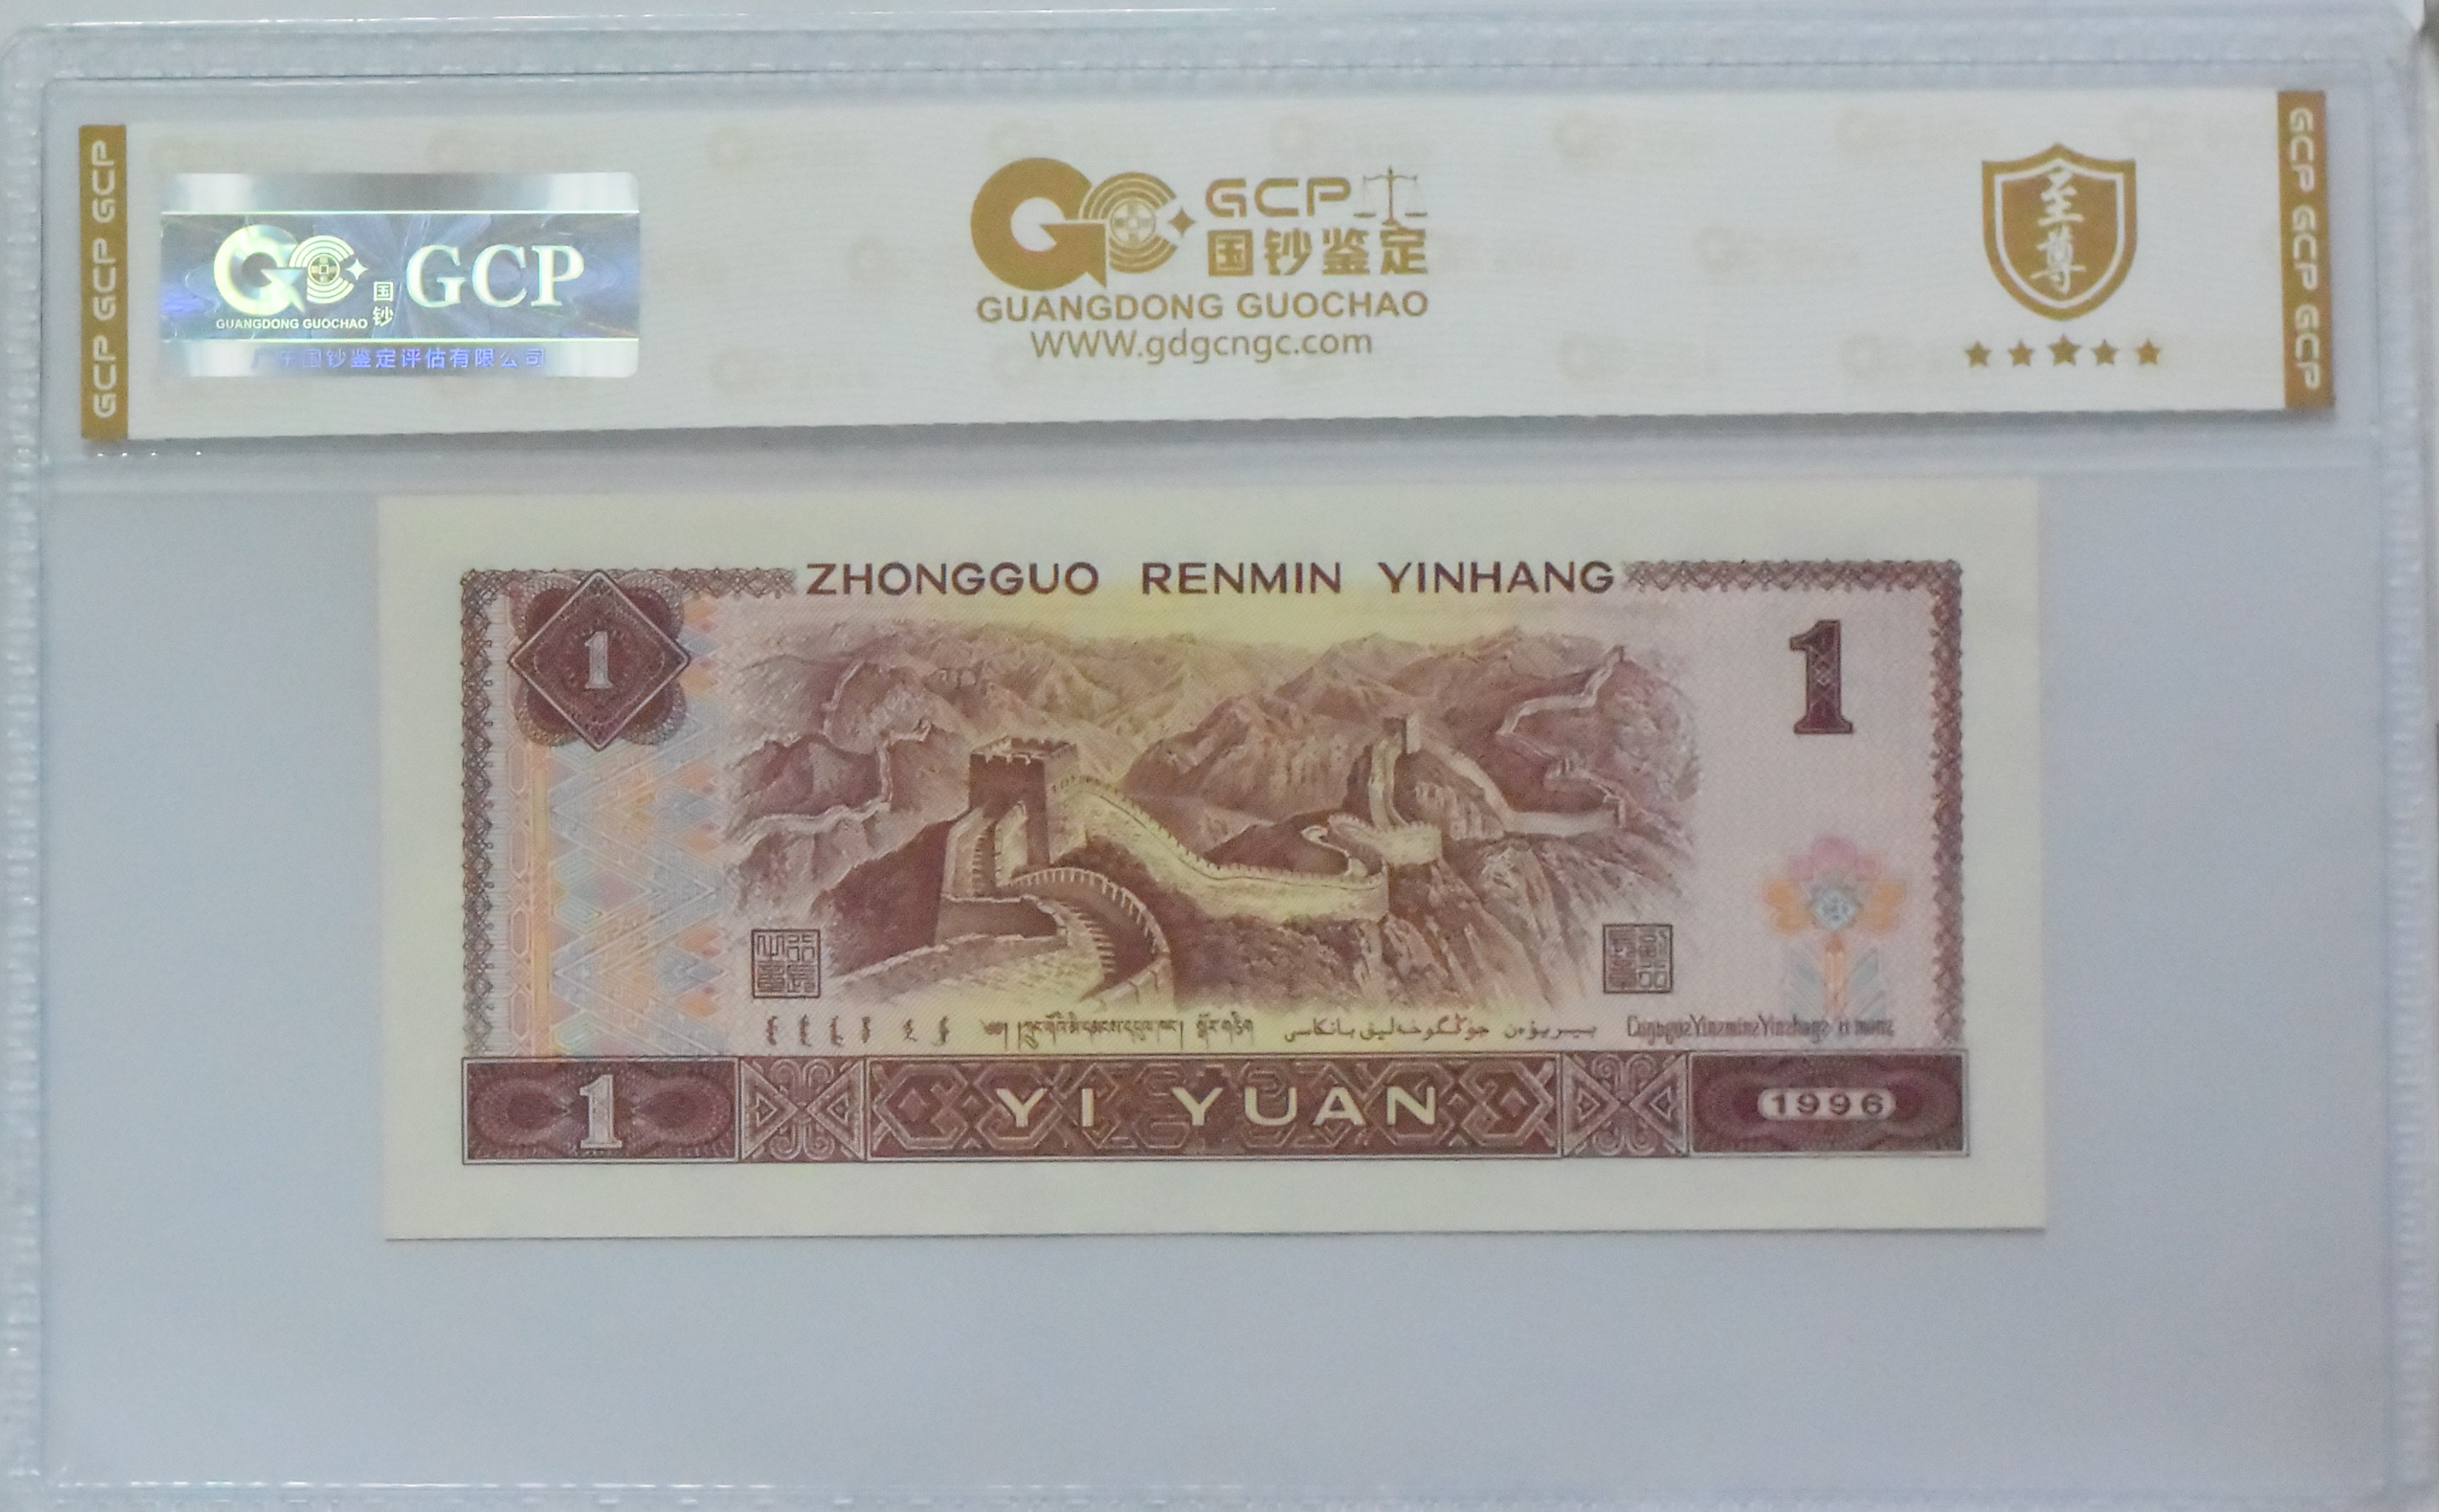 GCP GCP GCP
国钞 GCP
GUANGDONG GUOCHAO
广东国钞鉴定评估有限公司
GCP
国钞鉴定
GUANGDONG GUOCHAO
WWW.gdgcngc.com
至尊
GCP GCP GCP
ZHONGGUO RENMIN YINHANG
1
1
1
YI YUAN
1996